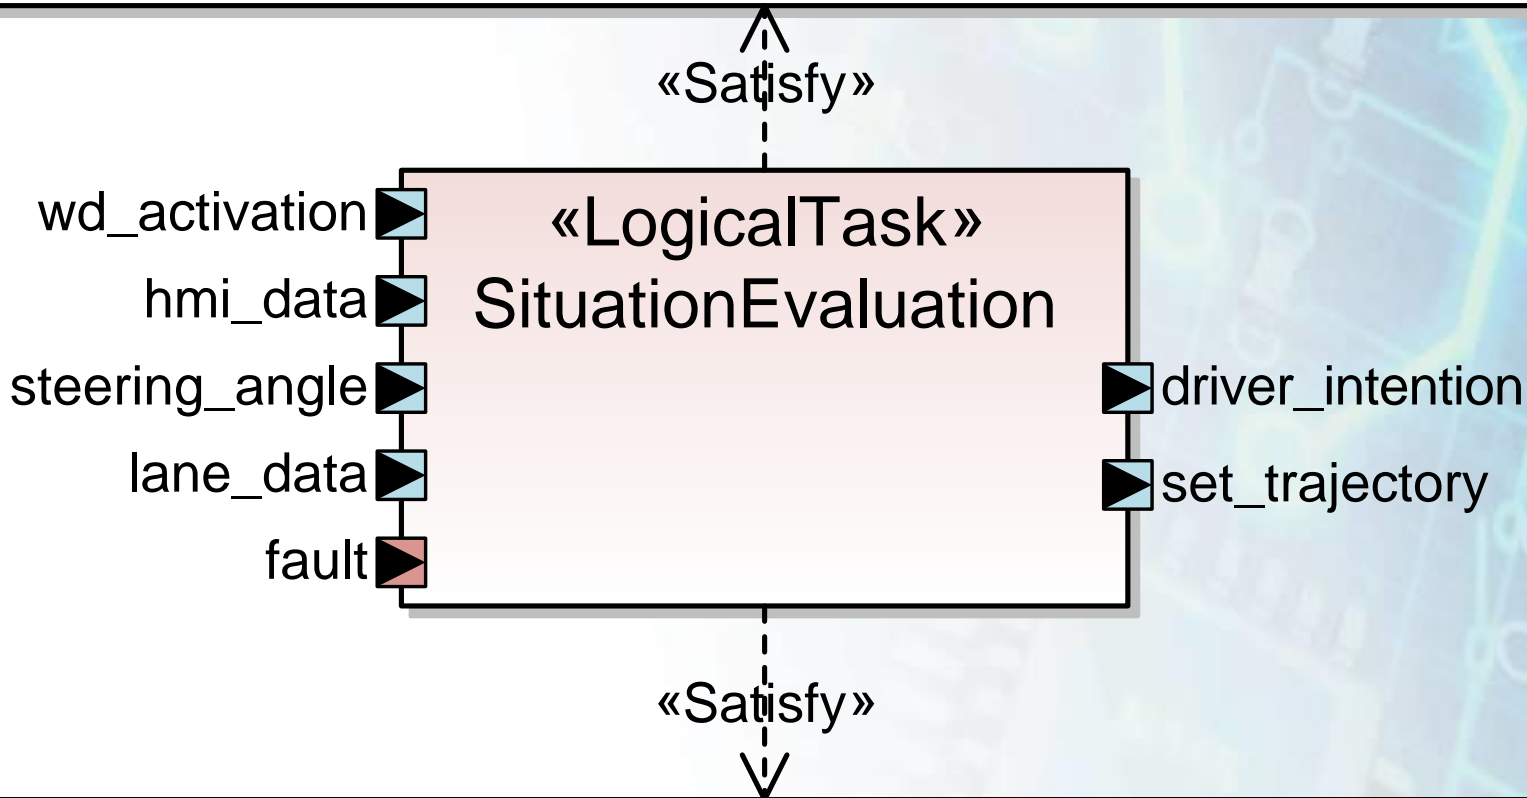 «Satisfy»
wd_activation
«LogicalTask»
hmi_data
SituationEvaluation
steering_angle
driver_intention
lane_data
set_trajectory
fault
«Satisfy»